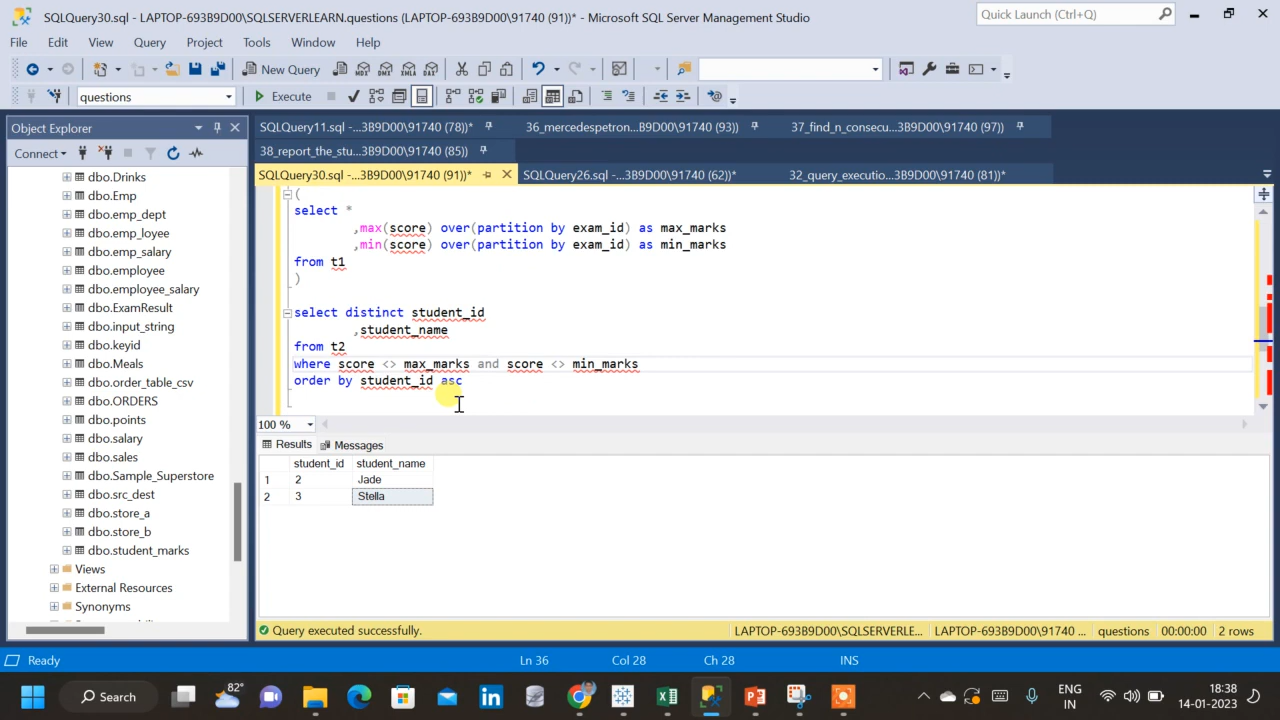 SQLQuery30.sql - LAPTOP-693B9D00\SQLSERVERLEARN.questions (LAPTOP-693B9D00\91740 (91))* - Microsoft SQL Server Management Studio
Quick Launch (Ctrl+Q)
File Edit View Query Project Tools Window Help
New Query
MDX DMX XMLA DAX
questions
Execute
Object Explorer
SQLQuery11.sql -...3B9D00\91740 (78))*
36_mercedespetron...B9D00\91740 (93))
37_find_n_consecu...3B9D00\91740 (97))
Connect
38_report_the_stu...3B9D00\91740 (85))
SQLQuery30.sql -...3B9D00\91740 (91))*
SQLQuery26.sql -...3B9D00\91740 (62))*
32_query_executio...3B9D00\91740 (81))*
dbo.Drinks
dbo.Emp
dbo.emp_dept
dbo.emp_loyee
dbo.emp_salary
dbo.employee
dbo.employee_salary
dbo.ExamResult
dbo.input_string
dbo.keyid
dbo.Meals
dbo.order_table_csv
dbo.ORDERS
dbo.points
dbo.salary
dbo.sales
dbo.Sample_Superstore
dbo.src_dest
dbo.store_a
dbo.store_b
dbo.student_marks
Views
External Resources
Synonyms
(
select *
,max(score) over(partition by exam_id) as max_marks
,min(score) over(partition by exam_id) as min_marks
from t1
)
select distinct student_id
,student_name
from t2
where score <> max_marks and score <> min_marks
order by student_id asc
100 %
Results Messages
student_id student_name
1 2 Jade
2 3 Stella
Query executed successfully.
LAPTOP-693B9D00\SQLSERVERLE... LAPTOP-693B9D00\91740 ... questions 00:00:00 2 rows
Ready
Ln 36 Col 28 Ch 28 INS
82°
Search
ENG
IN
18:38
14-01-2023